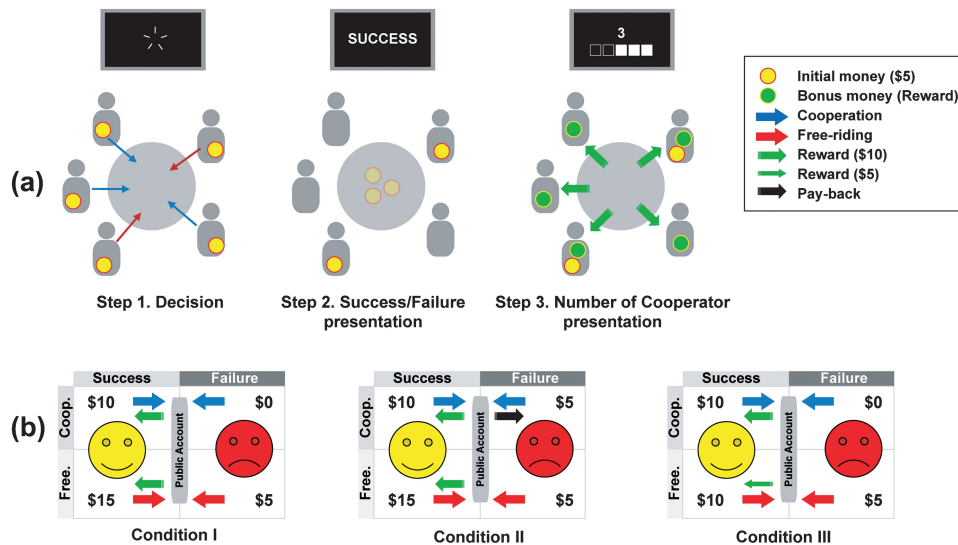 SUCCESS
3
(a)
Step 1. Decision
Step 2. Success/Failure
presentation
Step 3. Number of Cooperator
presentation
Initial money ($5)
Bonus money (Reward)
Cooperation
Free-riding
Reward ($10)
Reward ($5)
Pay-back
(b)
Success
Failure
Coop.
Free.
$10
$0
Public Account
$15
$5
Condition I
Success
Failure
Coop.
Free.
$10
$5
Public Account
$15
$5
Condition II
Success
Failure
Coop.
Free.
$10
$0
Public Account
$10
$5
Condition III